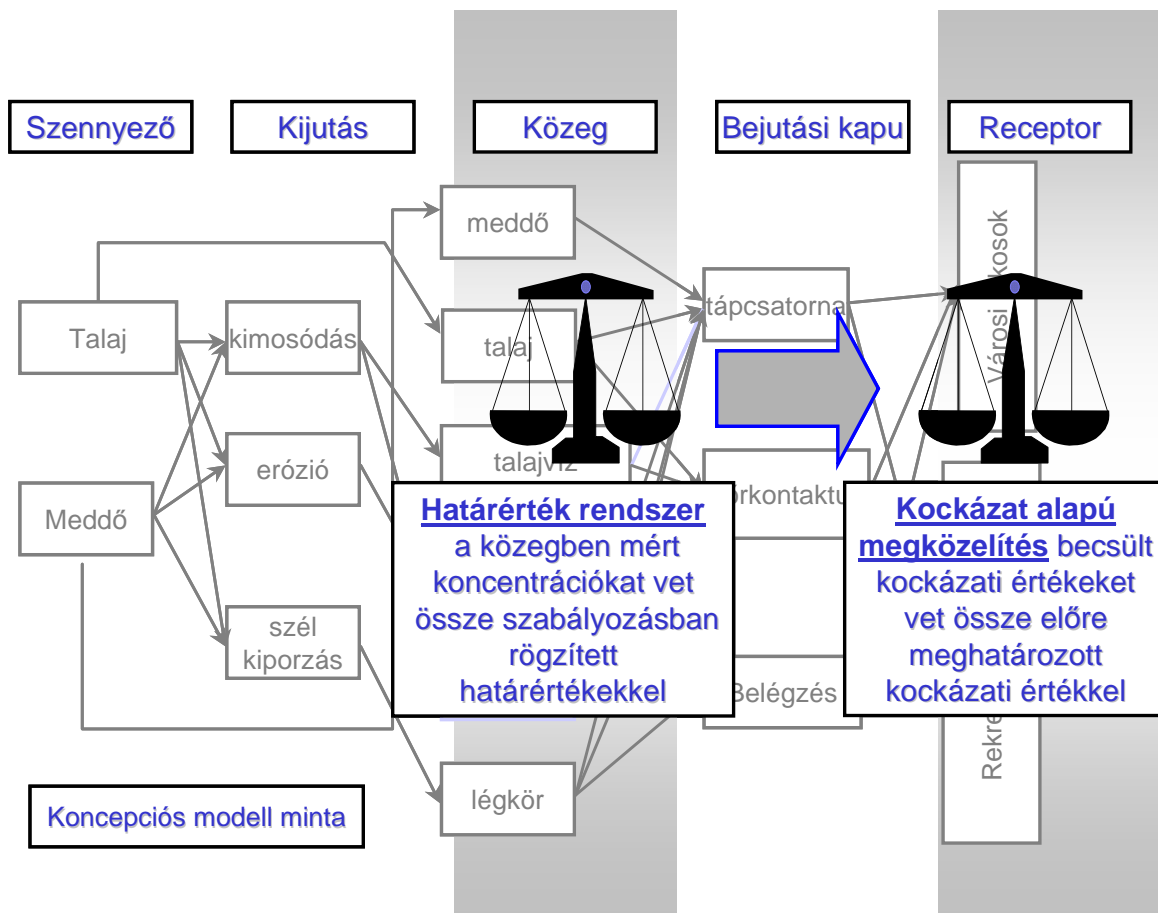 Szennyező
Kijutás
Közeg
Bejutási kapu
Receptor
meddő
Talaj
kimosódás
talaj
tápcsatorna
Városi
erózió
talajvíz
Meddő
szél
kiporzás
Belégzés
légkör
Határérték rendszer
a közegben mért
koncentrációkat vet
össze szabályozásban
rögzített
határértékekkel
Kockázat alapú
megközelítés becsült
kockázati értékeket
vet össze előre
meghatározott
kockázati értékkel
Koncepciós modell minta